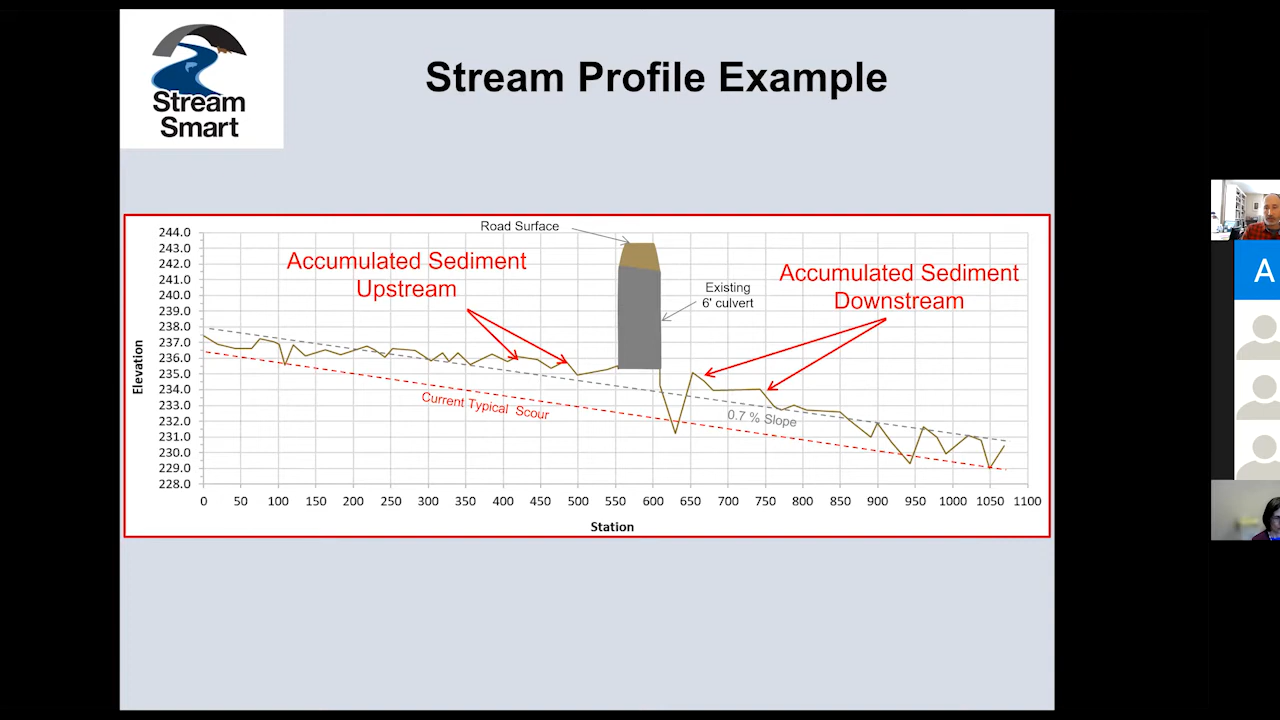 Stream
Smart
Stream Profile Example
Road Surface
Accumulated Sediment
Upstream
Existing
6' culvert
Accumulated Sediment
Downstream
Elevation
244.0
243.0
242.0
241.0
240.0
239.0
238.0
237.0
236.0
235.0
234.0
233.0
232.0
231.0
230.0
229.0
228.0
Current Typical Scour
0.7 % Slope
0 50 100 150 200 250 300 350 400 450 500 550 600 650 700 750 800 850 900 950 1000 1050 1100
Station
A